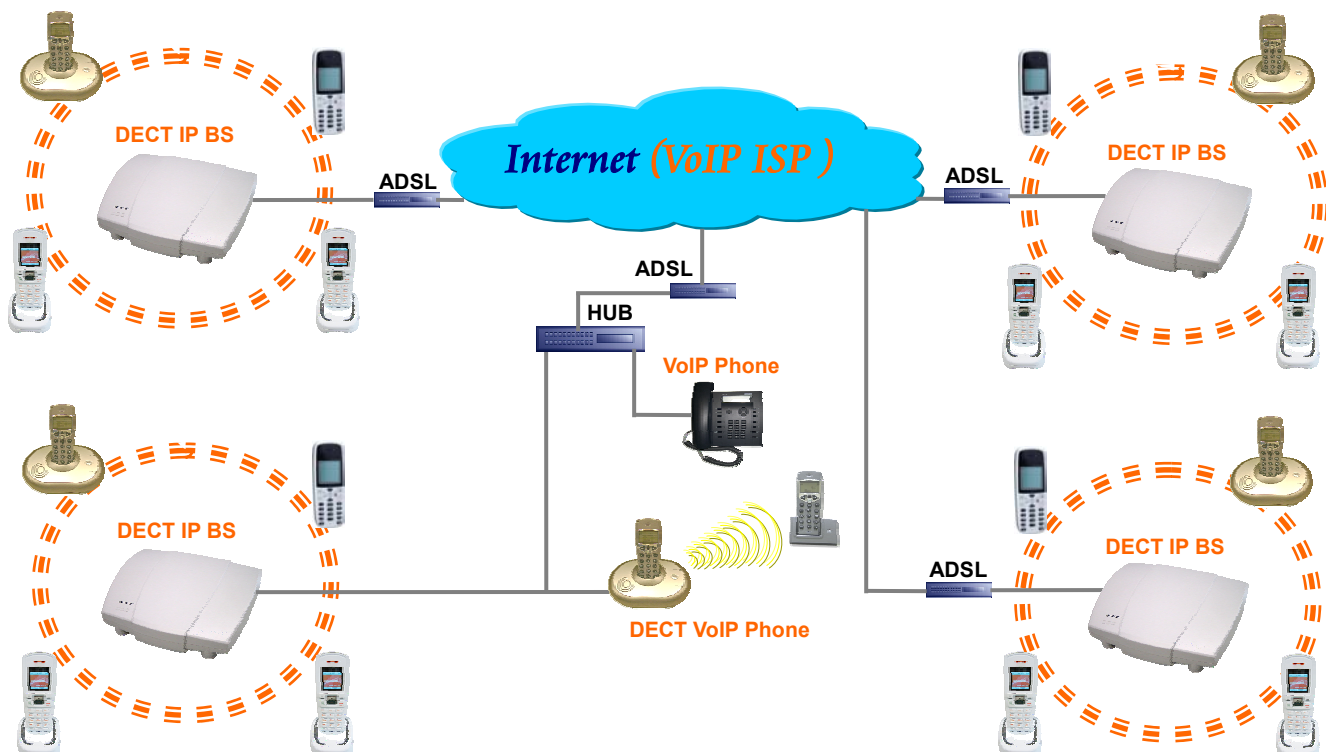 DECT IP BS
Internet (VoIP ISP )
DECT IP BS
ADSL
ADSL
ADSL
HUB
VoIP Phone
DECT IP BS
DECT IP BS
ADSL
DECT VoIP Phone